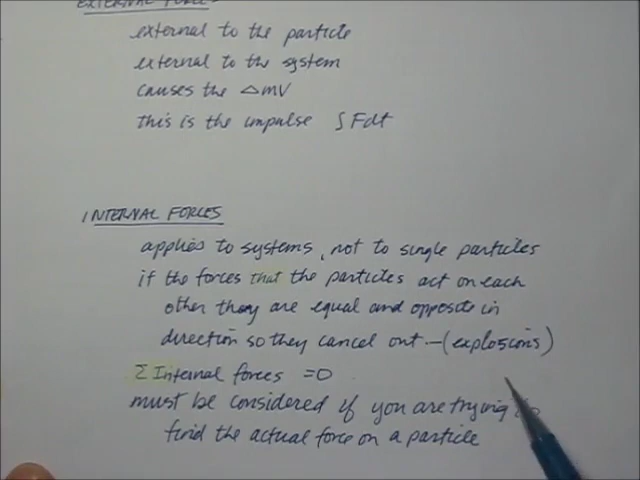 EXTERNAL FORCES
external to the particle
external to the system
causes the ΔmV
this is the impulse ∫Fdt
INTERNAL FORCES
applies to systems, not to single particles
if the forces that the particles act on each
other they are equal and opposite in
direction so they cancel out - (explosions)
Σ Internal forces = 0
must be considered if you are trying to
find the actual force on a particle